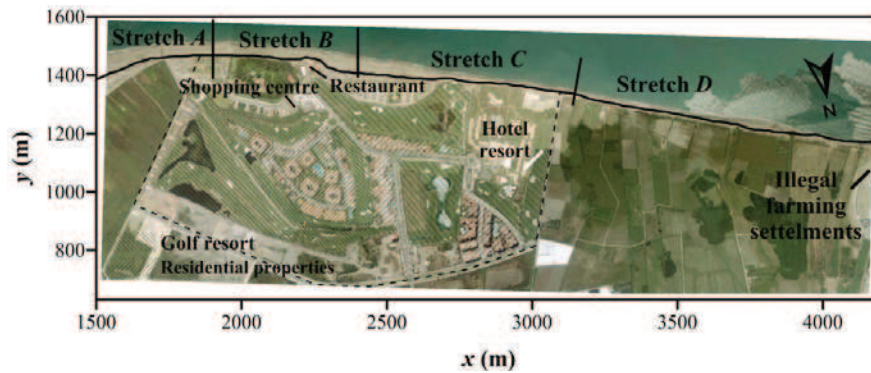 1600
1400
1200
1000
800
y (m)
Stretch A
Stretch B
Stretch C
Stretch D
Shopping centre
Restaurant
Hotel
resort
N
Illegal
farming
settelments
Golf resort
Residential properties
1500
2000
2500
3000
3500
4000
x (m)